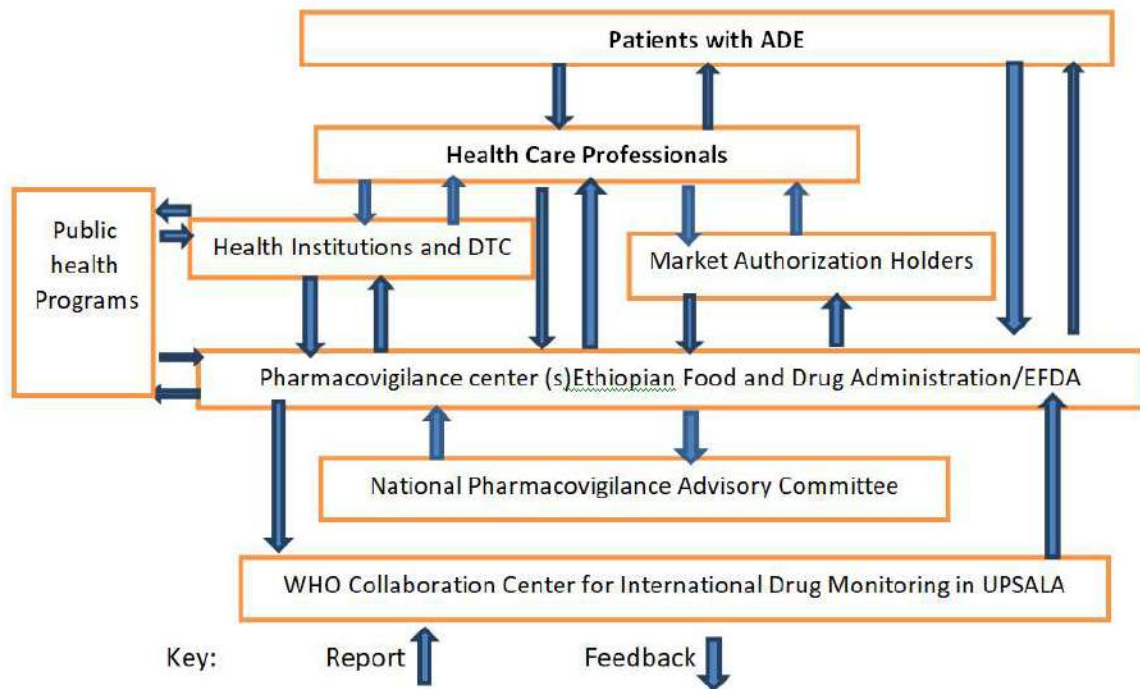 Patients with ADE
Health Care Professionals
Public
health
Programs
Health Institutions and DTC
Market Authorization Holders
Pharmacovigilance center (s)Ethiopian Food and Drug Administration/EFDA
National Pharmacovigilance Advisory Committee
WHO Collaboration Center for International Drug Monitoring in UPSALA
Key: Report Feedback